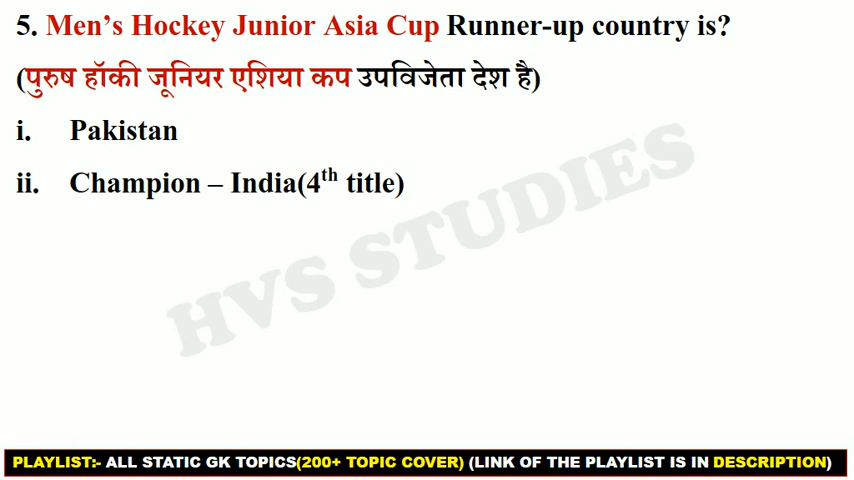 5. Men’s Hockey Junior Asia Cup Runner-up country is?
(पुरुष हॉकी जूनियर एशिया कप उपविजेता देश है)
i. Pakistan
ii. Champion – India(4th title)
HVS STUDIES
PLAYLIST:- ALL STATIC GK TOPICS(200+ TOPIC COVER) (LINK OF THE PLAYLIST IS IN DESCRIPTION)